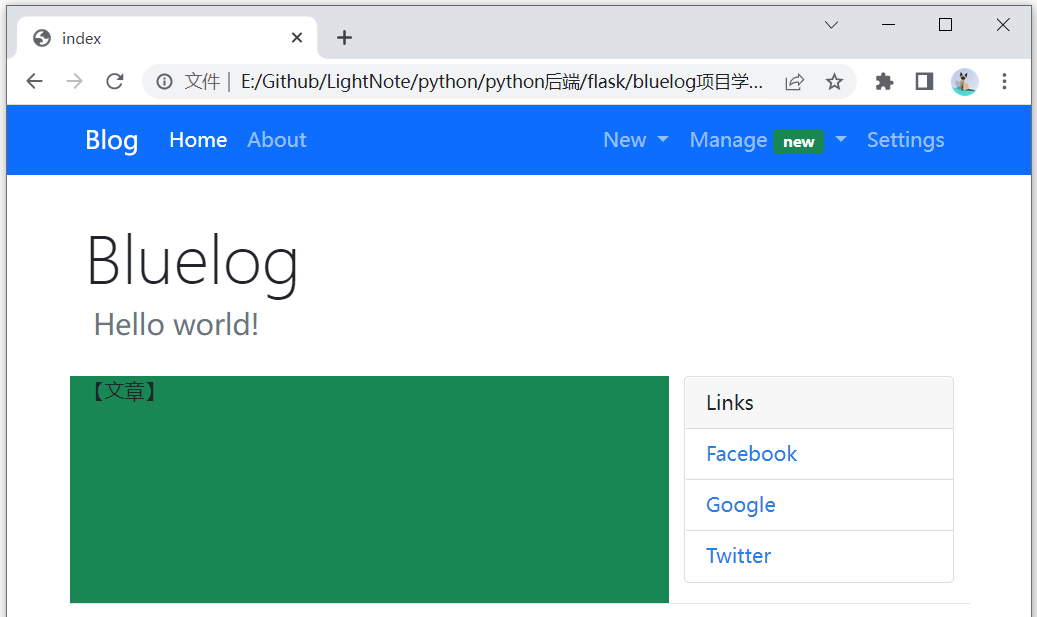 index
文件 | E:/Github/LightNote/python/python后端/flask/bluelog项目学...
Blog Home About New Manage new Settings
Bluelog
Hello world!
【文章】
Links
Facebook
Google
Twitter